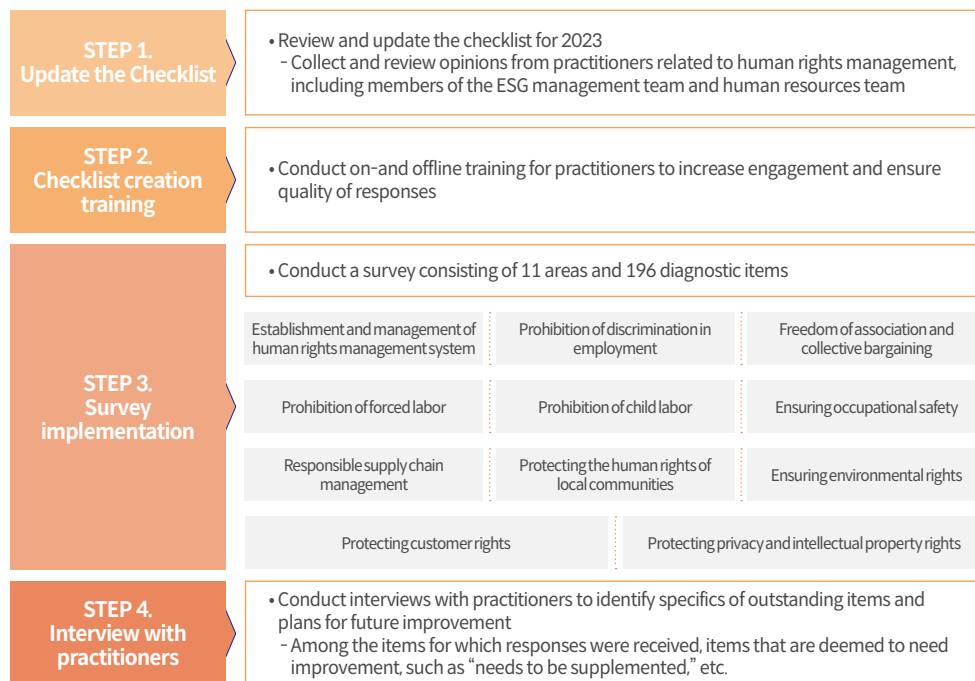 STEP 1.
Update the Checklist
• Review and update the checklist for 2023
- Collect and review opinions from practitioners related to human rights management,
including members of the ESG management team and human resources team
STEP 2.
Checklist creation
training
• Conduct on-and offline training for practitioners to increase engagement and ensure
quality of responses
STEP 3.
Survey
implementation
• Conduct a survey consisting of 11 areas and 196 diagnostic items
Establishment and management of
human rights management system
Prohibition of discrimination in
employment
Freedom of association and
collective bargaining
Prohibition of forced labor
Prohibition of child labor
Ensuring occupational safety
Responsible supply chain
management
Protecting the human rights of
local communities
Ensuring environmental rights
Protecting customer rights
Protecting privacy and intellectual property rights
STEP 4.
Interview with
practitioners
• Conduct interviews with practitioners to identify specifics of outstanding items and
plans for future improvement
- Among the items for which responses were received, items that are deemed to need
improvement, such as “needs to be supplemented,” etc.